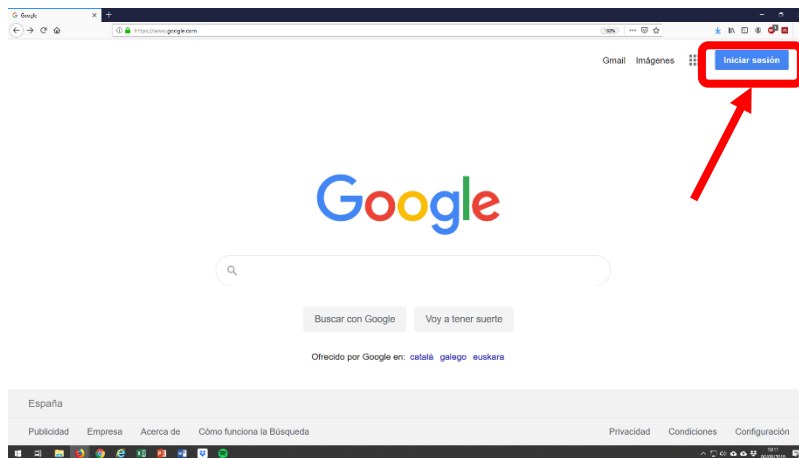 Google
https://www.google.com
90%
Gmail Imágenes
Iniciar sesión
Google
Buscar con Google Voy a tener suerte
Ofrecido por Google en: català galego euskara
España
Publicidad Empresa Acerca de Cómo funciona la Búsqueda
Privacidad Condiciones Configuración